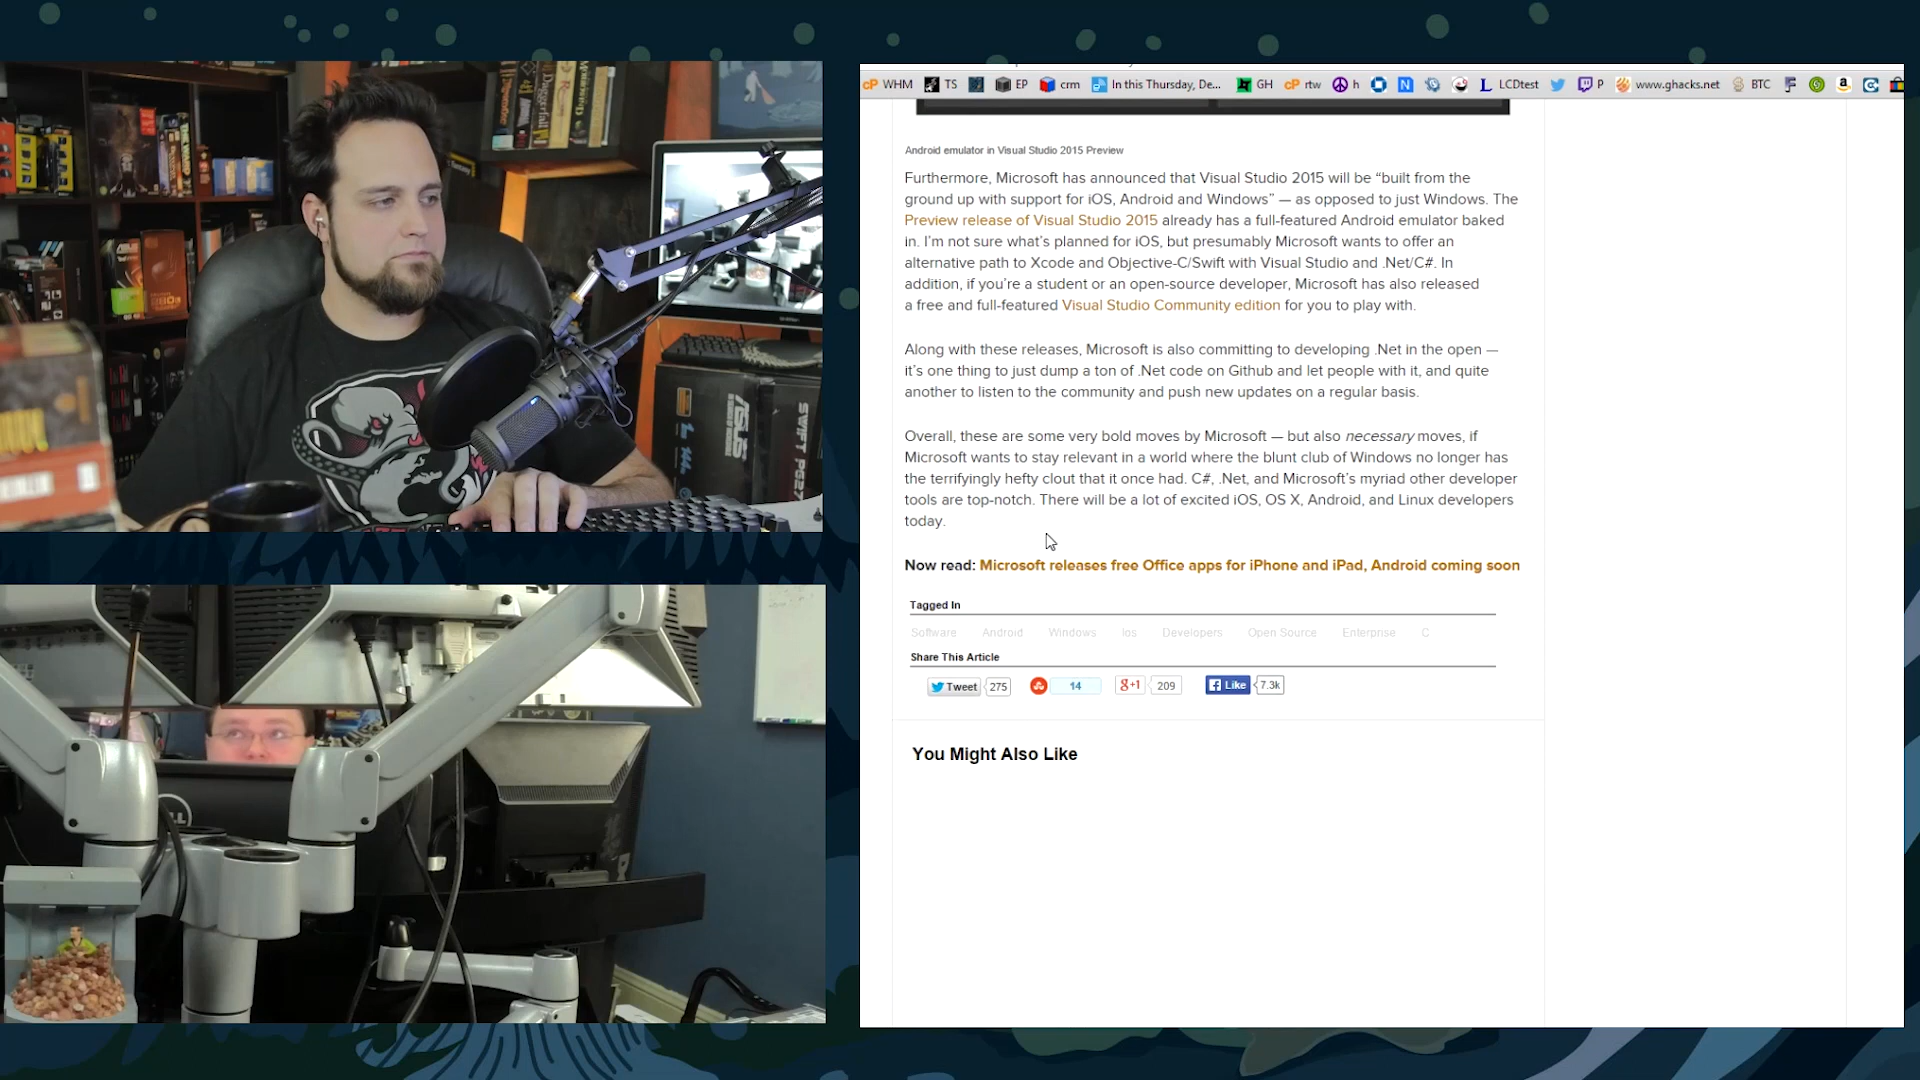 WHM TS EP crm In this Thursday, De... GH rtw h LCDtest P www.ghacks.net BTC
Android emulator in Visual Studio 2015 Preview
Furthermore, Microsoft has announced that Visual Studio 2015 will be “built from the
ground up with support for iOS, Android and Windows” — as opposed to just Windows. The
Preview release of Visual Studio 2015 already has a full-featured Android emulator baked
in. I’m not sure what’s planned for iOS, but presumably Microsoft wants to offer an
alternative path to Xcode and Objective-C/Swift with Visual Studio and .Net/C#. In
addition, if you’re a student or an open-source developer, Microsoft has also released
a free and full-featured Visual Studio Community edition for you to play with.
Along with these releases, Microsoft is also committing to developing .Net in the open —
it’s one thing to just dump a ton of .Net code on Github and let people with it, and quite
another to listen to the community and push new updates on a regular basis.
Overall, these are some very bold moves by Microsoft — but also necessary moves, if
Microsoft wants to stay relevant in a world where the blunt club of Windows no longer has
the terrifyingly hefty clout that it once had. C#, .Net, and Microsoft’s myriad other developer
tools are top-notch. There will be a lot of excited iOS, OS X, Android, and Linux developers
today.
Now read: Microsoft releases free Office apps for iPhone and iPad, Android coming soon
Tagged In
Software Android Windows Ios Developers Open Source Enterprise C
Share This Article
Tweet 275 14 g+1 209 Like 7.3k
You Might Also Like
Daggerfall
ASUS
SWIFT PG27
DELL